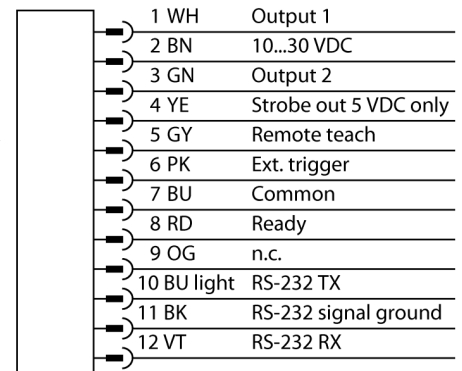 1 WH Output 1
2 BN 10...30 VDC
3 GN Output 2
4 YE Strobe out 5 VDC only
5 GY Remote teach
6 PK Ext. trigger
7 BU Common
8 RD Ready
9 OG n.c.
10 BU light RS-232 TX
11 BK RS-232 signal ground
12 VT RS-232 RX